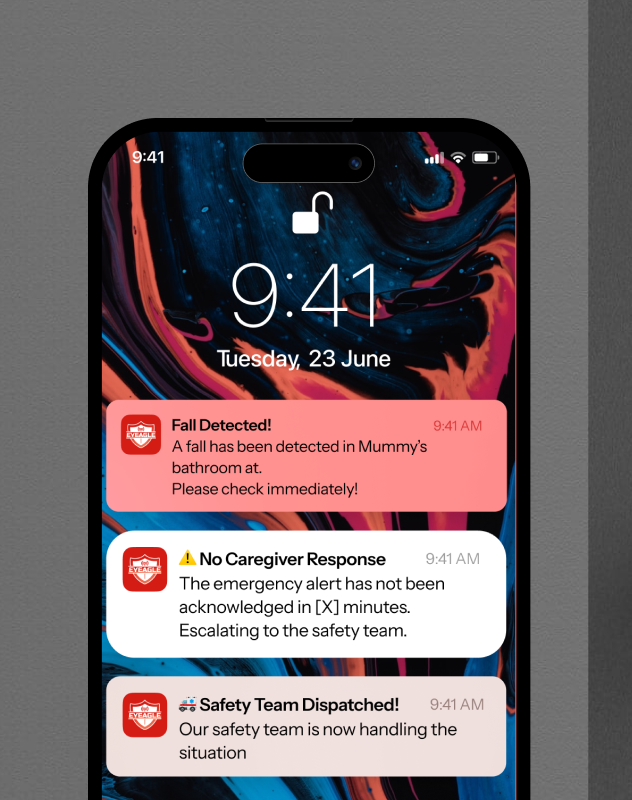 9:41
9:41
Tuesday, 23 June
EYEAGLE
Fall Detected!
9:41 AM
A fall has been detected in Mummy's
bathroom at.
Please check immediately!
EYEAGLE
⚠️ No Caregiver Response
9:41 AM
The emergency alert has not been
acknowledged in [X] minutes.
Escalating to the safety team.
EYEAGLE
🚑 Safety Team Dispatched!
9:41 AM
Our safety team is now handling the
situation